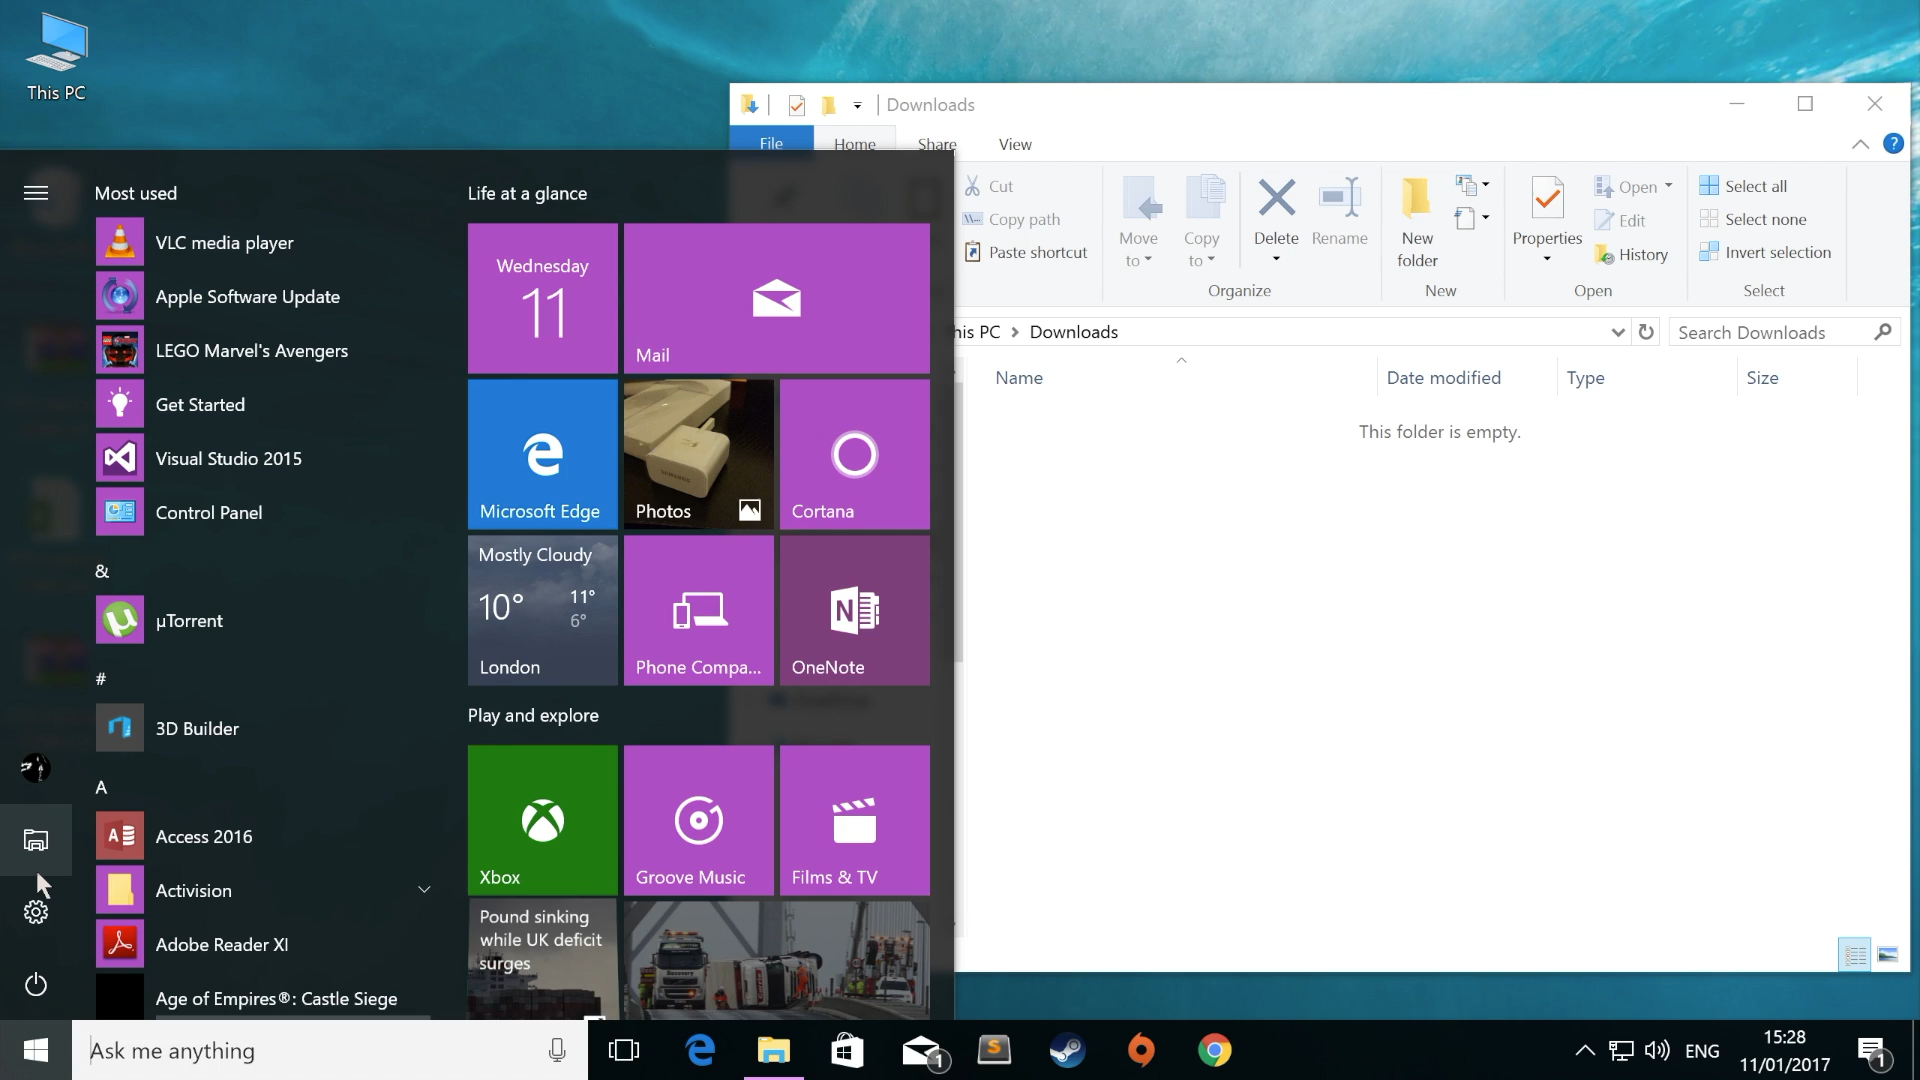 This PC
Downloads
File
Home
Share
View
Cut
Copy path
Paste shortcut
Move
to
Copy
to
Organize
Delete
Rename
New
folder
New
Properties
Open
Edit
History
Open
Select all
Select none
Invert selection
Select
his PC > Downloads
Search Downloads
Name
Date modified
Type
Size
This folder is empty.
Most used
VLC media player
Apple Software Update
LEGO Marvel's Avengers
Get Started
Visual Studio 2015
Control Panel
&
µTorrent
#
3D Builder
A
Access 2016
Activision
Adobe Reader XI
Age of Empires®: Castle Siege
Life at a glance
Wednesday
11
Mail
Microsoft Edge
SAMSUNG
Photos
Cortana
Mostly Cloudy
10°
11°
6°
London
Phone Compa...
OneNote
Play and explore
Xbox
Groove Music
Films & TV
Pound sinking
while UK deficit
surges
Ask me anything
1
ENG
15:28
11/01/2017
1